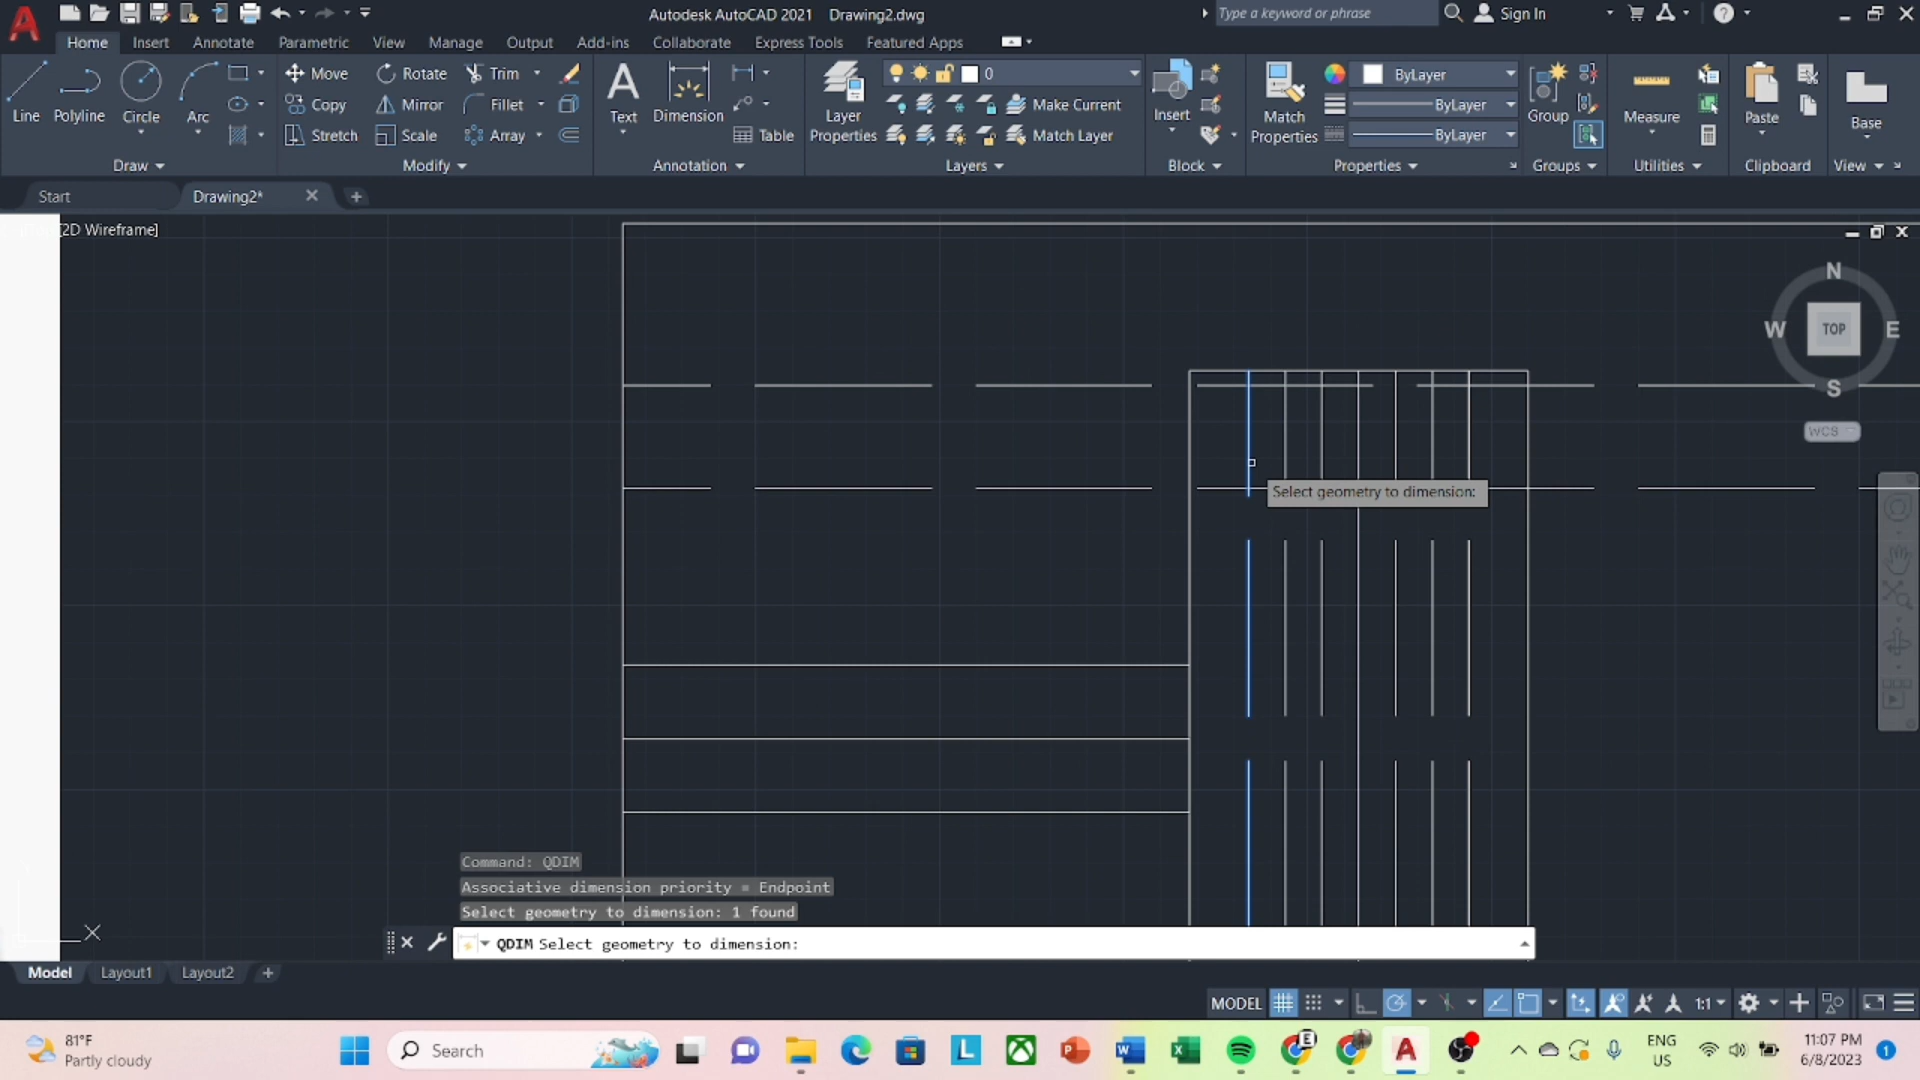 Autodesk AutoCAD 2021 Drawing2.dwg
Type a keyword or phrase
Sign In
Home Insert Annotate Parametric View Manage Output Add-ins Collaborate Express Tools Featured Apps
Line Polyline Circle Arc
Move Rotate Trim
Copy Mirror Fillet
Stretch Scale Array
Text Dimension Table
Layer Properties
0
Make Current
Match Layer
Insert
Match Properties
ByLayer
ByLayer
ByLayer
Group
Measure
Paste
Base
Draw Modify Annotation Layers Block Properties Groups Utilities Clipboard View
Start Drawing2*
[2D Wireframe]
N
W TOP E
S
WCS
Select geometry to dimension:
Command: QDIM
Associative dimension priority = Endpoint
Select geometry to dimension: 1 found
QDIM Select geometry to dimension:
Model Layout1 Layout2
MODEL 1:1
81°F
Partly cloudy
Search
ENG
US
11:07 PM
6/8/2023
1